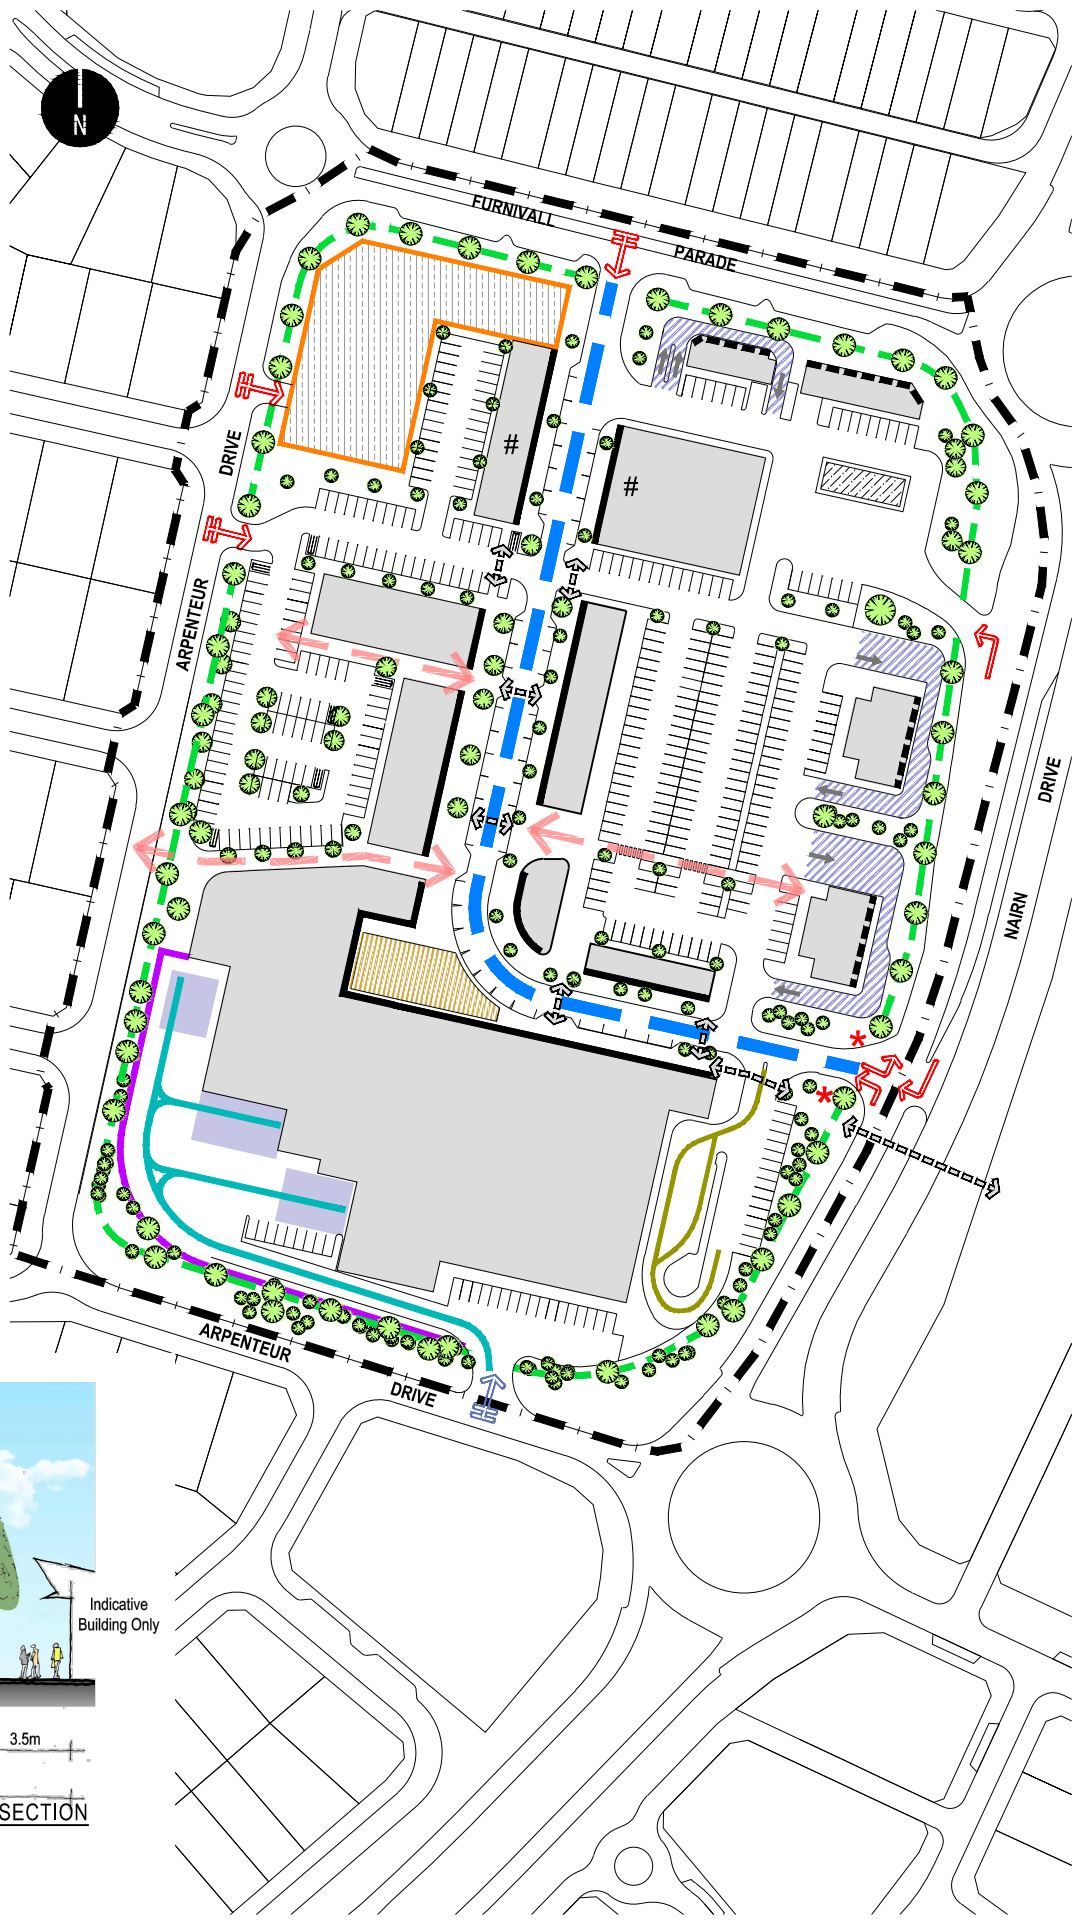 N
FURNIVALL
PARADE
DRIVE
#
#
ARPENTEUR
DRIVE
NAIRN
*
*
ARPENTEUR
DRIVE
Indicative
Building Only
3.5m
SECTION